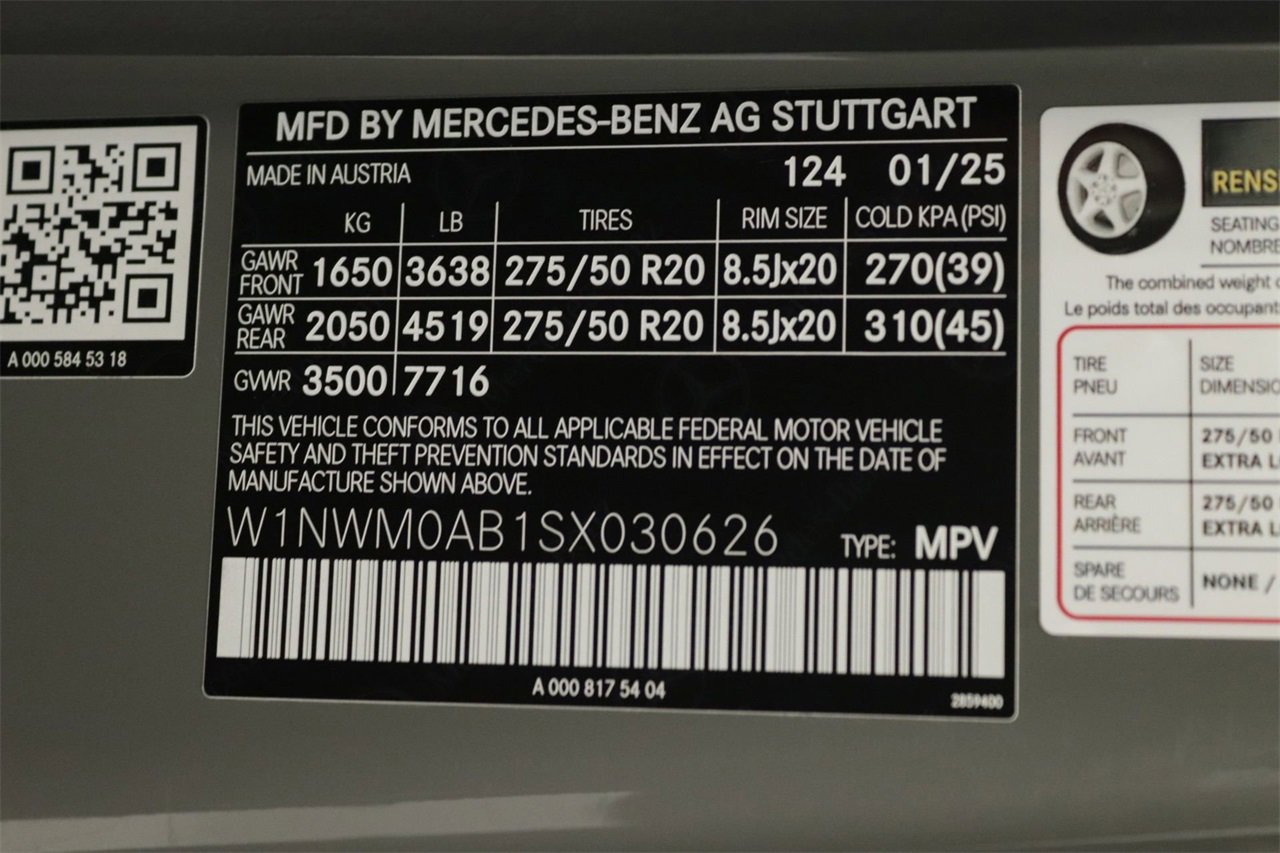 MFD BY MERCEDES-BENZ AG STUTTGART
MADE IN AUSTRIA 124 01/25
KG LB TIRES RIM SIZE COLD KPA(PSI)
GAWR FRONT 1650 3638 275/50 R20 8.5Jx20 270(39)
GAWR REAR 2050 4519 275/50 R20 8.5Jx20 310(45)
GVWR 3500 7716
THIS VEHICLE CONFORMS TO ALL APPLICABLE FEDERAL MOTOR VEHICLE
SAFETY AND THEFT PREVENTION STANDARDS IN EFFECT ON THE DATE OF
MANUFACTURE SHOWN ABOVE.
W1NWM0AB1SX030626 TYPE: MPV
A 000 817 54 04
2859400
A 000 584 53 18
RENS
SEATING
NOMBRE
The combined weight
Le poids total des occupant
TIRE SIZE
PNEU DIMENSIO
FRONT 275/50
AVANT EXTRA L
REAR 275/50
ARRIÈRE EXTRA L
SPARE NONE /
DE SECOURS